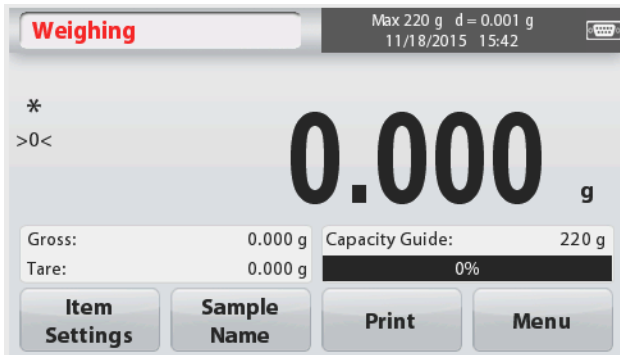 Weighing
Max 220 g d = 0.001 g
11/18/2015 15:42
*
>0<
0.000 g
Gross: 0.000 g
Tare: 0.000 g
Capacity Guide: 220 g
0%
Item
Settings
Sample
Name
Print
Menu